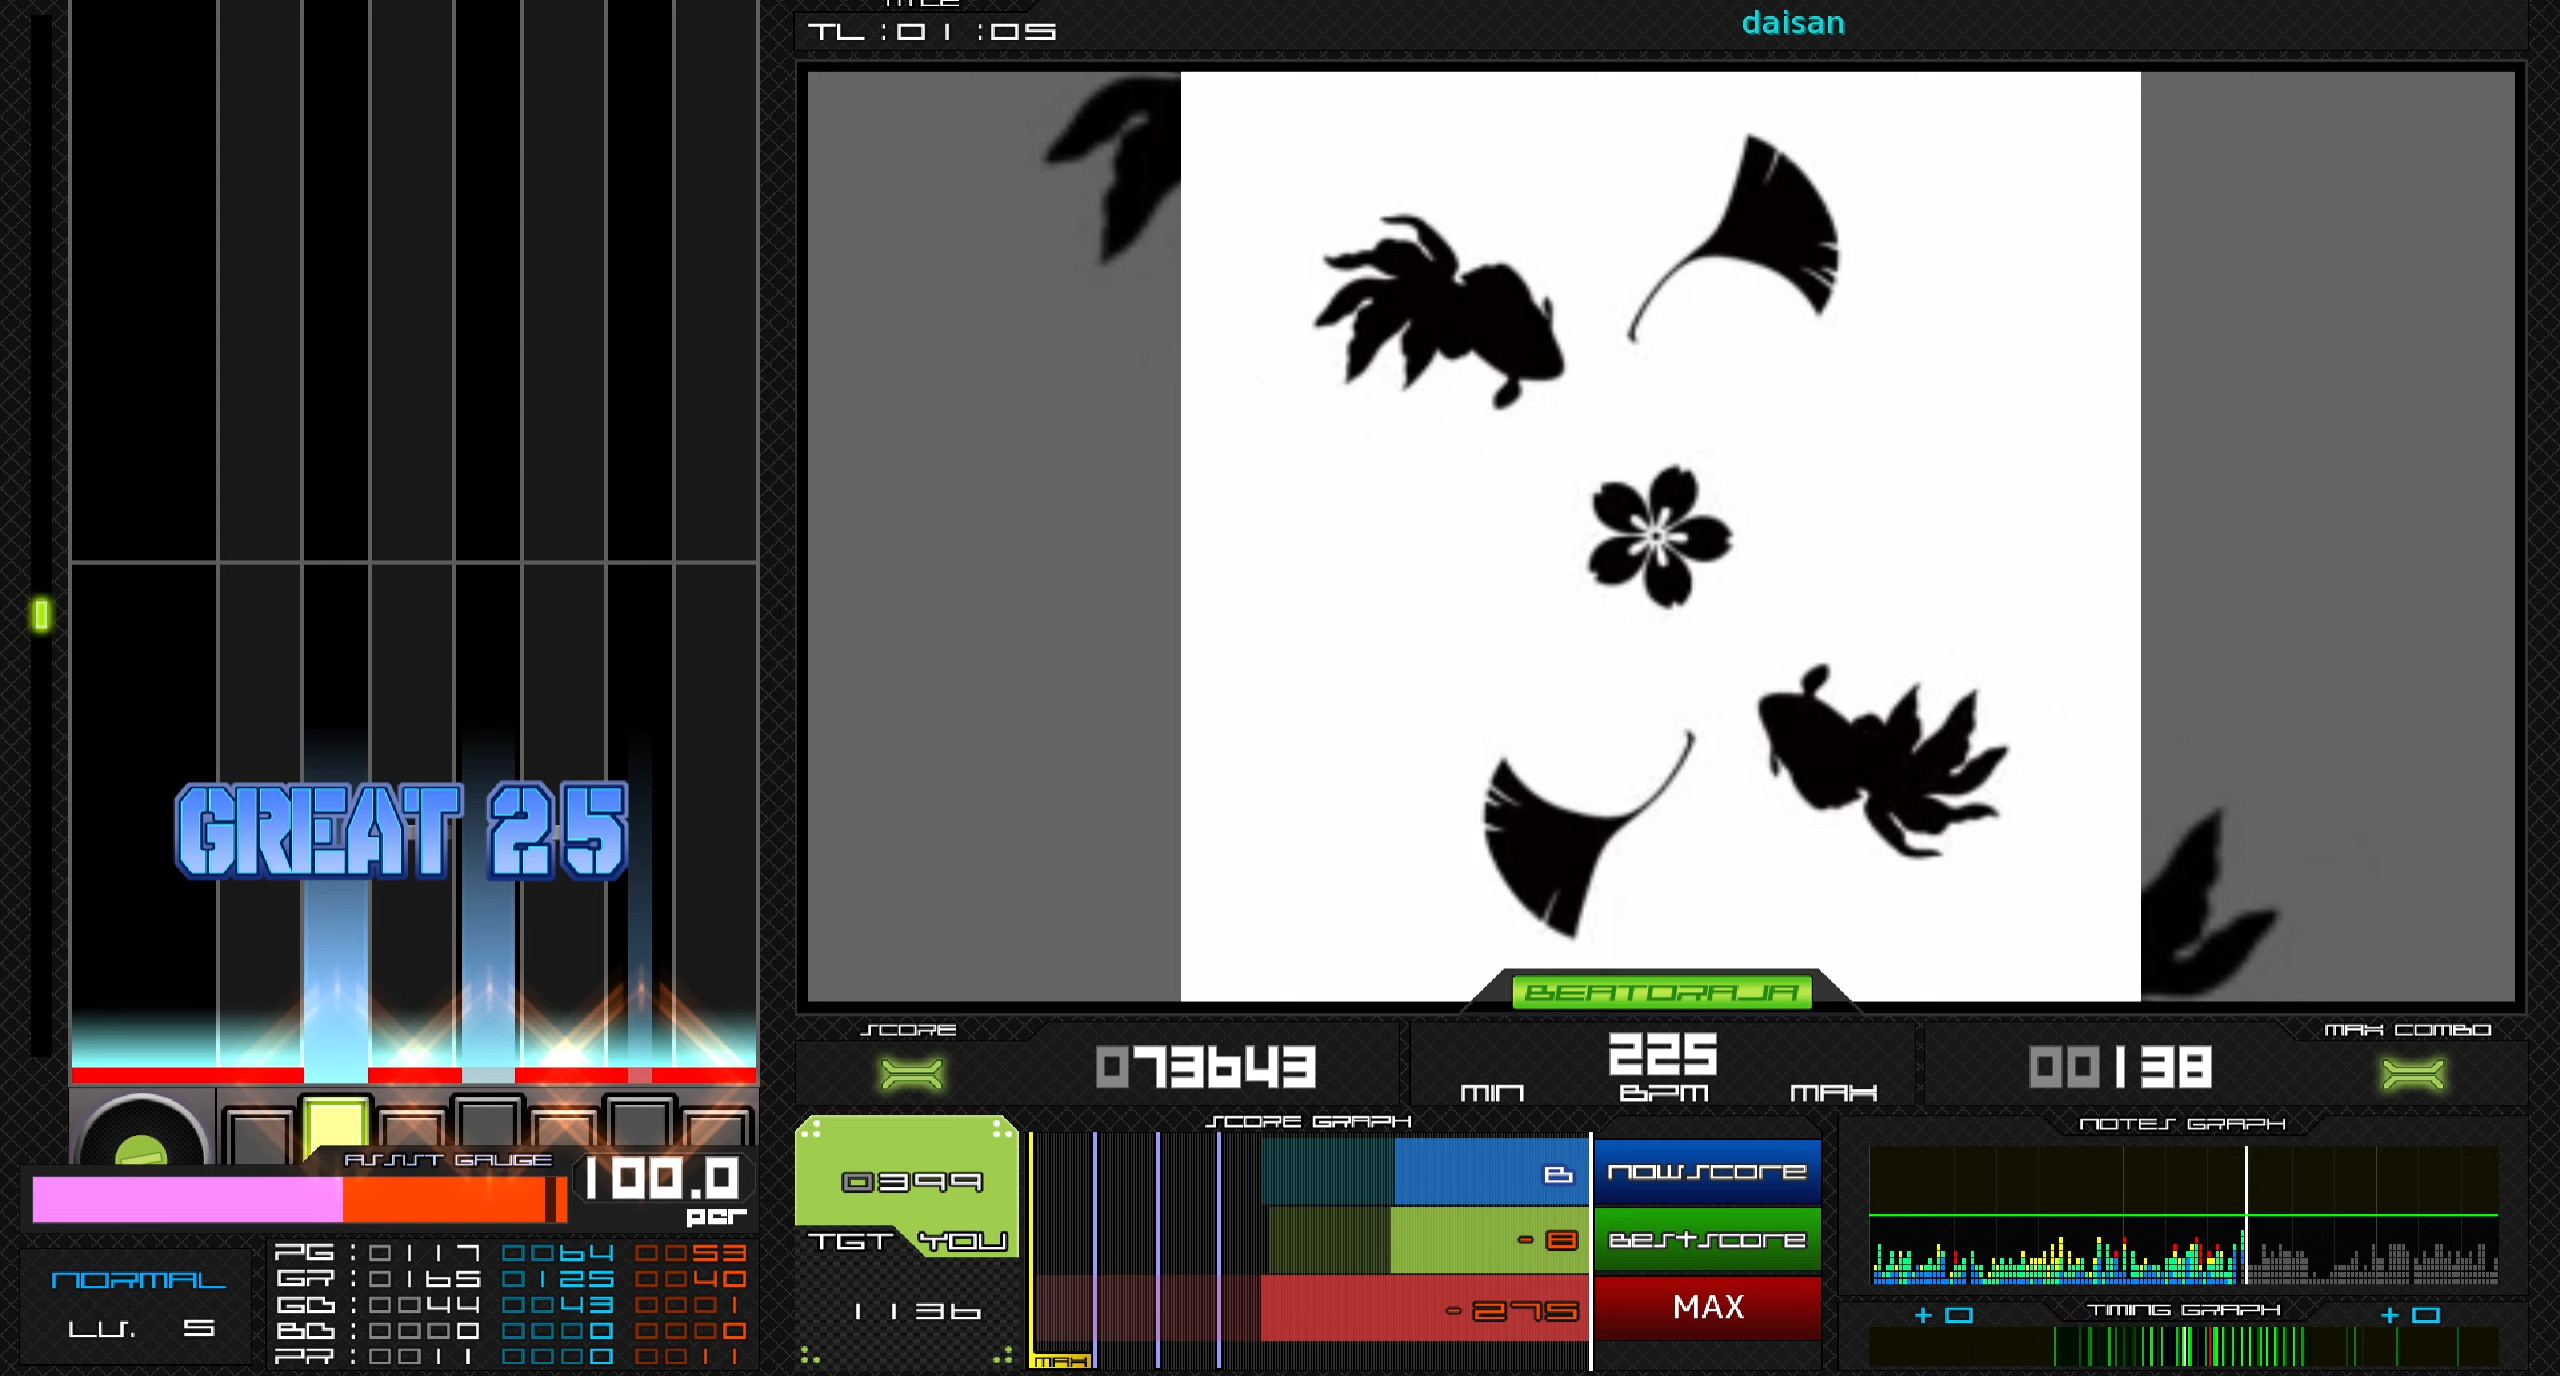 TITLE
TL:01:05
daisan
GREAT 25
BEATORAJA
SCORE
073643
225
MIN BPM MAX
MAX COMBO
00138
ASSIST GAUGE
100.0
per
NORMAL
LV. 5
PG:0117 0064 0053
GR:0165 0125 0040
GD:0044 0043 0001
BD:0000 0000 0000
PR:0011 0000 0011
0399
TGT YOU
1136
SCORE GRAPH
MAX
B
NOWSCORE
-8
BESTSCORE
-275
MAX
NOTES GRAPH
+0 TIMING GRAPH +0